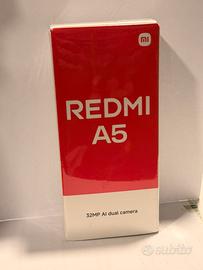 mi
REDMI
A5
32MP AI dual camera
subito